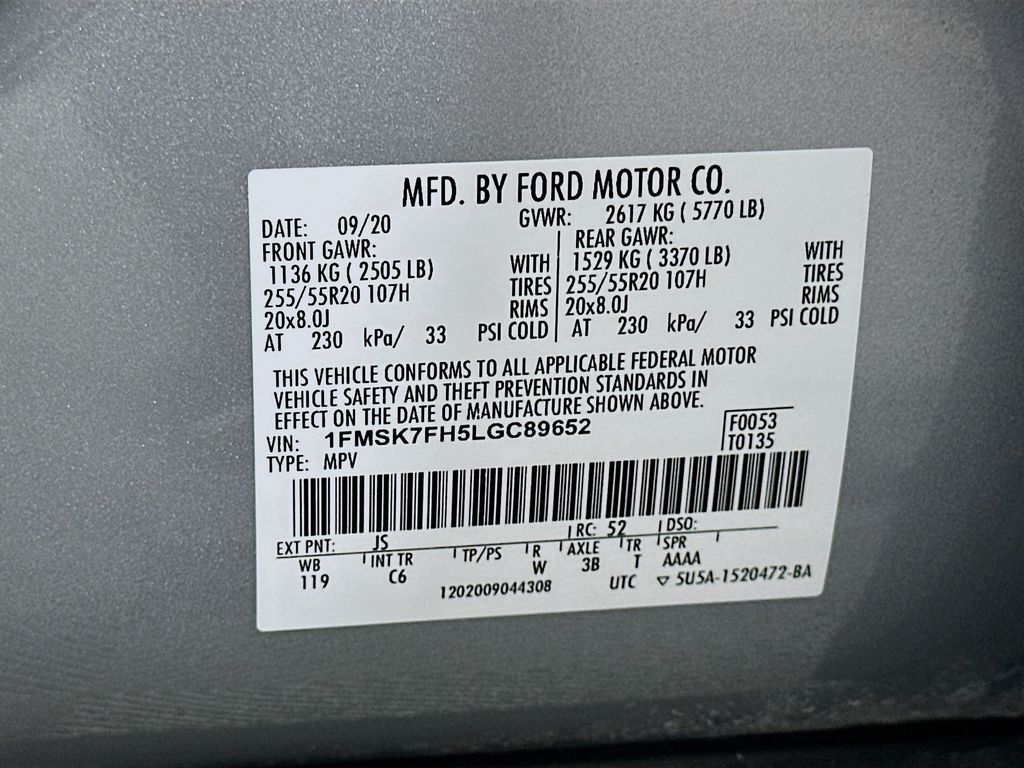 MFD. BY FORD MOTOR CO.
DATE: 09/20 GVWR: 2617 KG ( 5770 LB)
FRONT GAWR: REAR GAWR:
1136 KG ( 2505 LB) WITH 1529 KG ( 3370 LB) WITH
255/55R20 107H TIRES 255/55R20 107H TIRES
20x8.0J RIMS 20x8.0J RIMS
AT 230 kPa/ 33 PSI COLD AT 230 kPa/ 33 PSI COLD
THIS VEHICLE CONFORMS TO ALL APPLICABLE FEDERAL MOTOR
VEHICLE SAFETY AND THEFT PREVENTION STANDARDS IN
EFFECT ON THE DATE OF MANUFACTURE SHOWN ABOVE.
VIN: 1FMSK7FH5LGC89652 F0053
TYPE: MPV T0135
EXT PNT: JS RC: 52 DSO:
WB INT TR TP/PS R AXLE TR SPR
119 C6 W 3B T AAAA
1202009044308 UTC ▽ 5U5A-1520472-BA